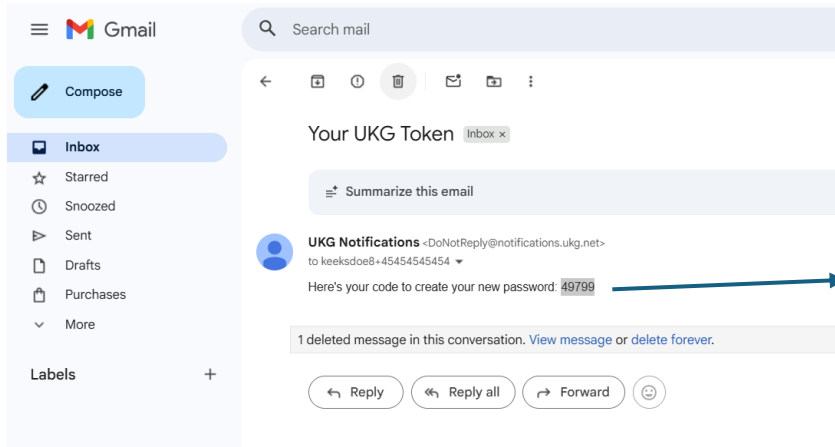 Gmail
Search mail
Compose
Inbox
Starred
Snoozed
Sent
Drafts
Purchases
More
Labels
Your UKG Token Inbox ×
Summarize this email
UKG Notifications <DoNotReply@notifications.ukg.net>
to keeksdoe8+45454545454
Here's your code to create your new password: 49799
1 deleted message in this conversation. View message or delete forever.
Reply Reply all Forward